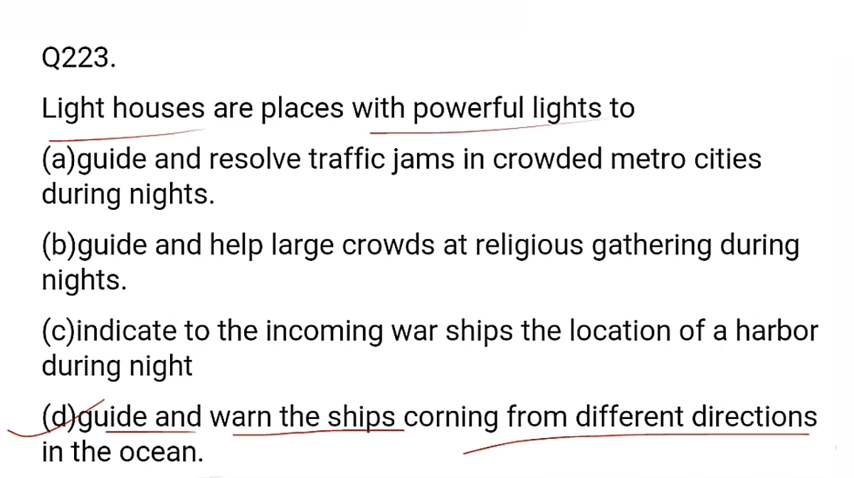 Q223.
Light houses are places with powerful lights to
(a)guide and resolve traffic jams in crowded metro cities
during nights.
(b)guide and help large crowds at religious gathering during
nights.
(c)indicate to the incoming war ships the location of a harbor
during night
(d)guide and warn the ships corning from different directions
in the ocean.